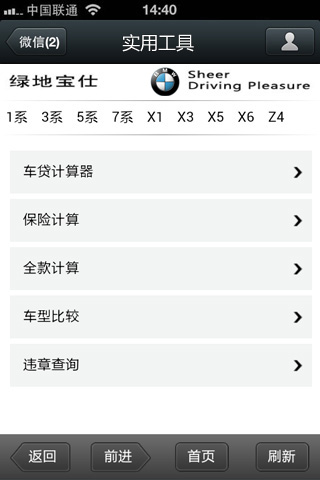 中国联通 14:40
微信(2) 实用工具
绿地宝仕 BMW Sheer
Driving Pleasure
1系 3系 5系 7系 X1 X3 X5 X6 Z4
车贷计算器
保险计算
全款计算
车型比较
违章查询
返回 前进 首页 刷新